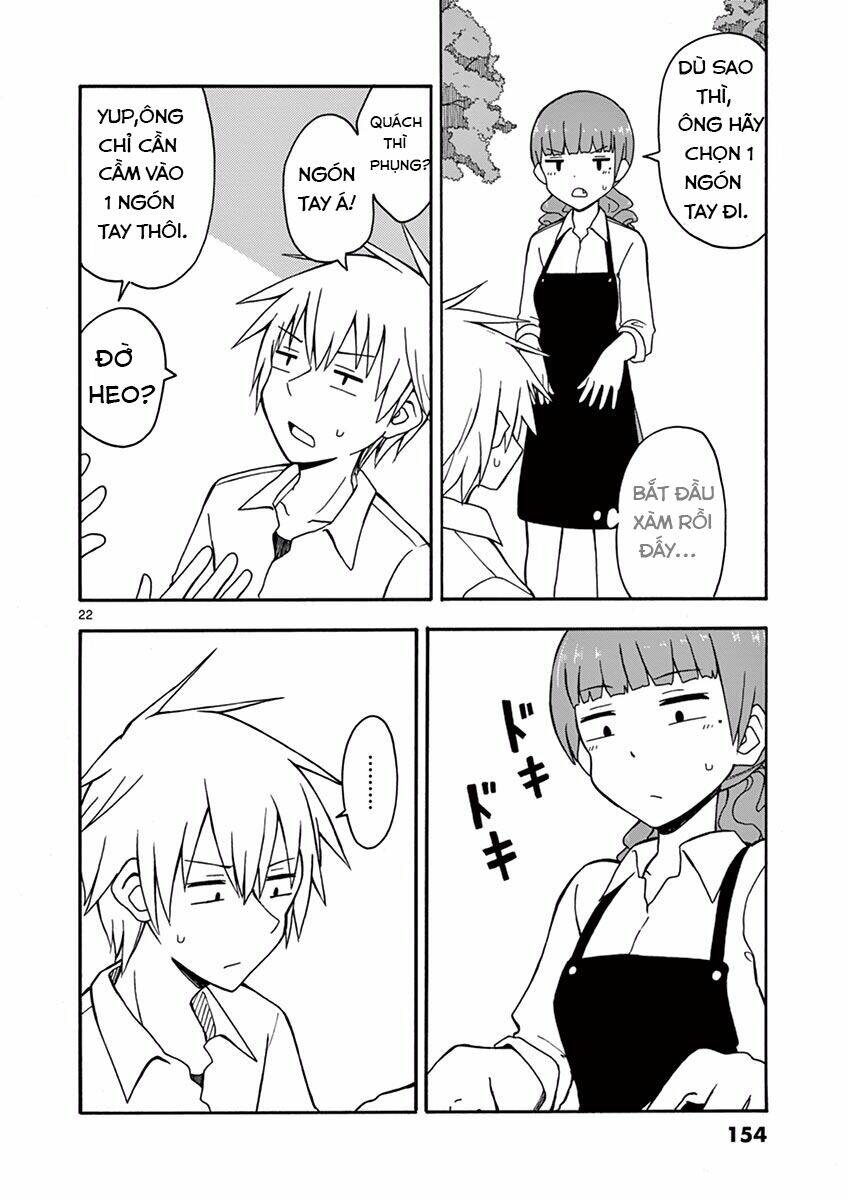 DÙ SAO
THÌ,
ÔNG HÃY
CHỌN 1
NGÓN
TAY ĐI.
BẮT ĐẦU
XÀM RỒI
ĐẤY...
QUÁCH
THÌ
PHỤNG?
NGÓN
TAY Á!
YUP,ÔNG
CHỈ CẦN
CẦM VÀO
1 NGÓN
TAY THÔI.
ĐỜ
HEO?
22
ドキ
ドキ
.........
154